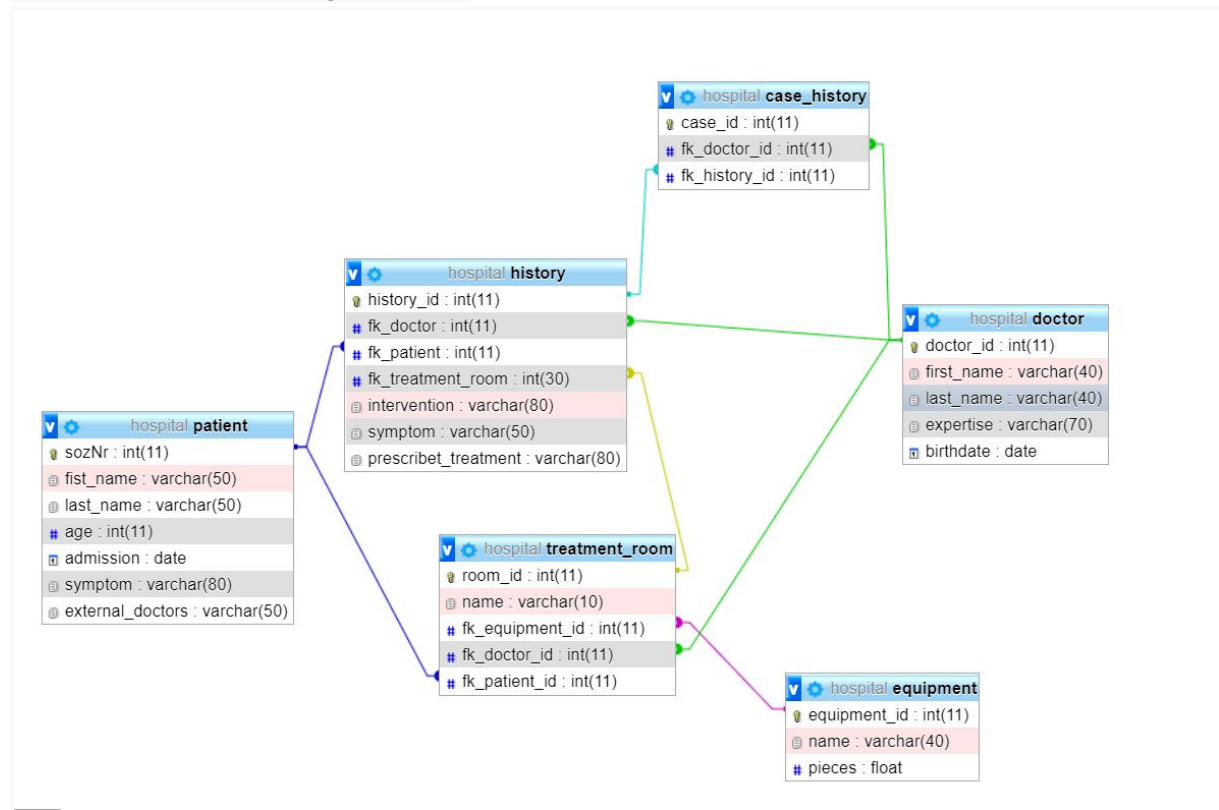 v hospital case_history
case_id : int(11)
# fk_doctor_id : int(11)
# fk_history_id : int(11)
v hospital history
history_id : int(11)
# fk_doctor : int(11)
# fk_patient : int(11)
# fk_treatment_room : int(30)
intervention : varchar(80)
symptom : varchar(50)
prescribet_treatment : varchar(80)
v hospital doctor
doctor_id : int(11)
first_name : varchar(40)
last_name : varchar(40)
expertise : varchar(70)
birthdate : date
v hospital patient
sozNr : int(11)
fist_name : varchar(50)
last_name : varchar(50)
# age : int(11)
admission : date
symptom : varchar(80)
external_doctors : varchar(50)
v hospital treatment_room
room_id : int(11)
name : varchar(10)
# fk_equipment_id : int(11)
# fk_doctor_id : int(11)
# fk_patient_id : int(11)
v hospital equipment
equipment_id : int(11)
name : varchar(40)
# pieces : float